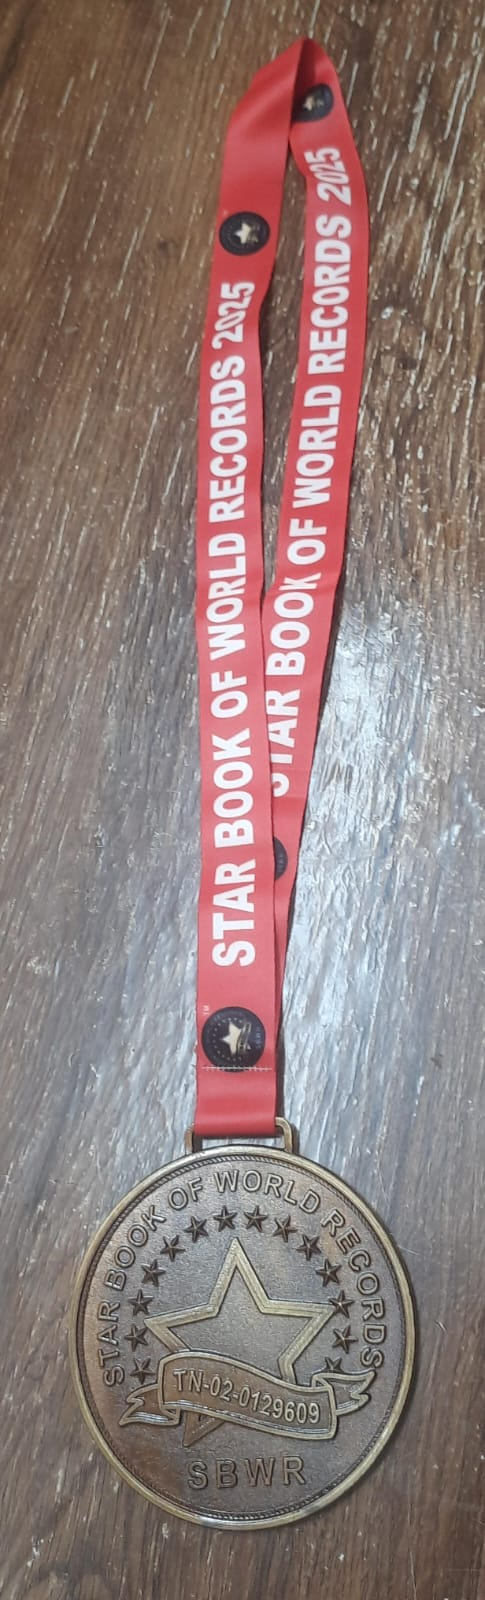 STAR BOOK OF WORLD RECORDS 2025
STAR BOOK OF WORLD RECORDS 2025
TM
STAR BOOK OF WORLD RECORDS
TN-02-0129609
SBWR